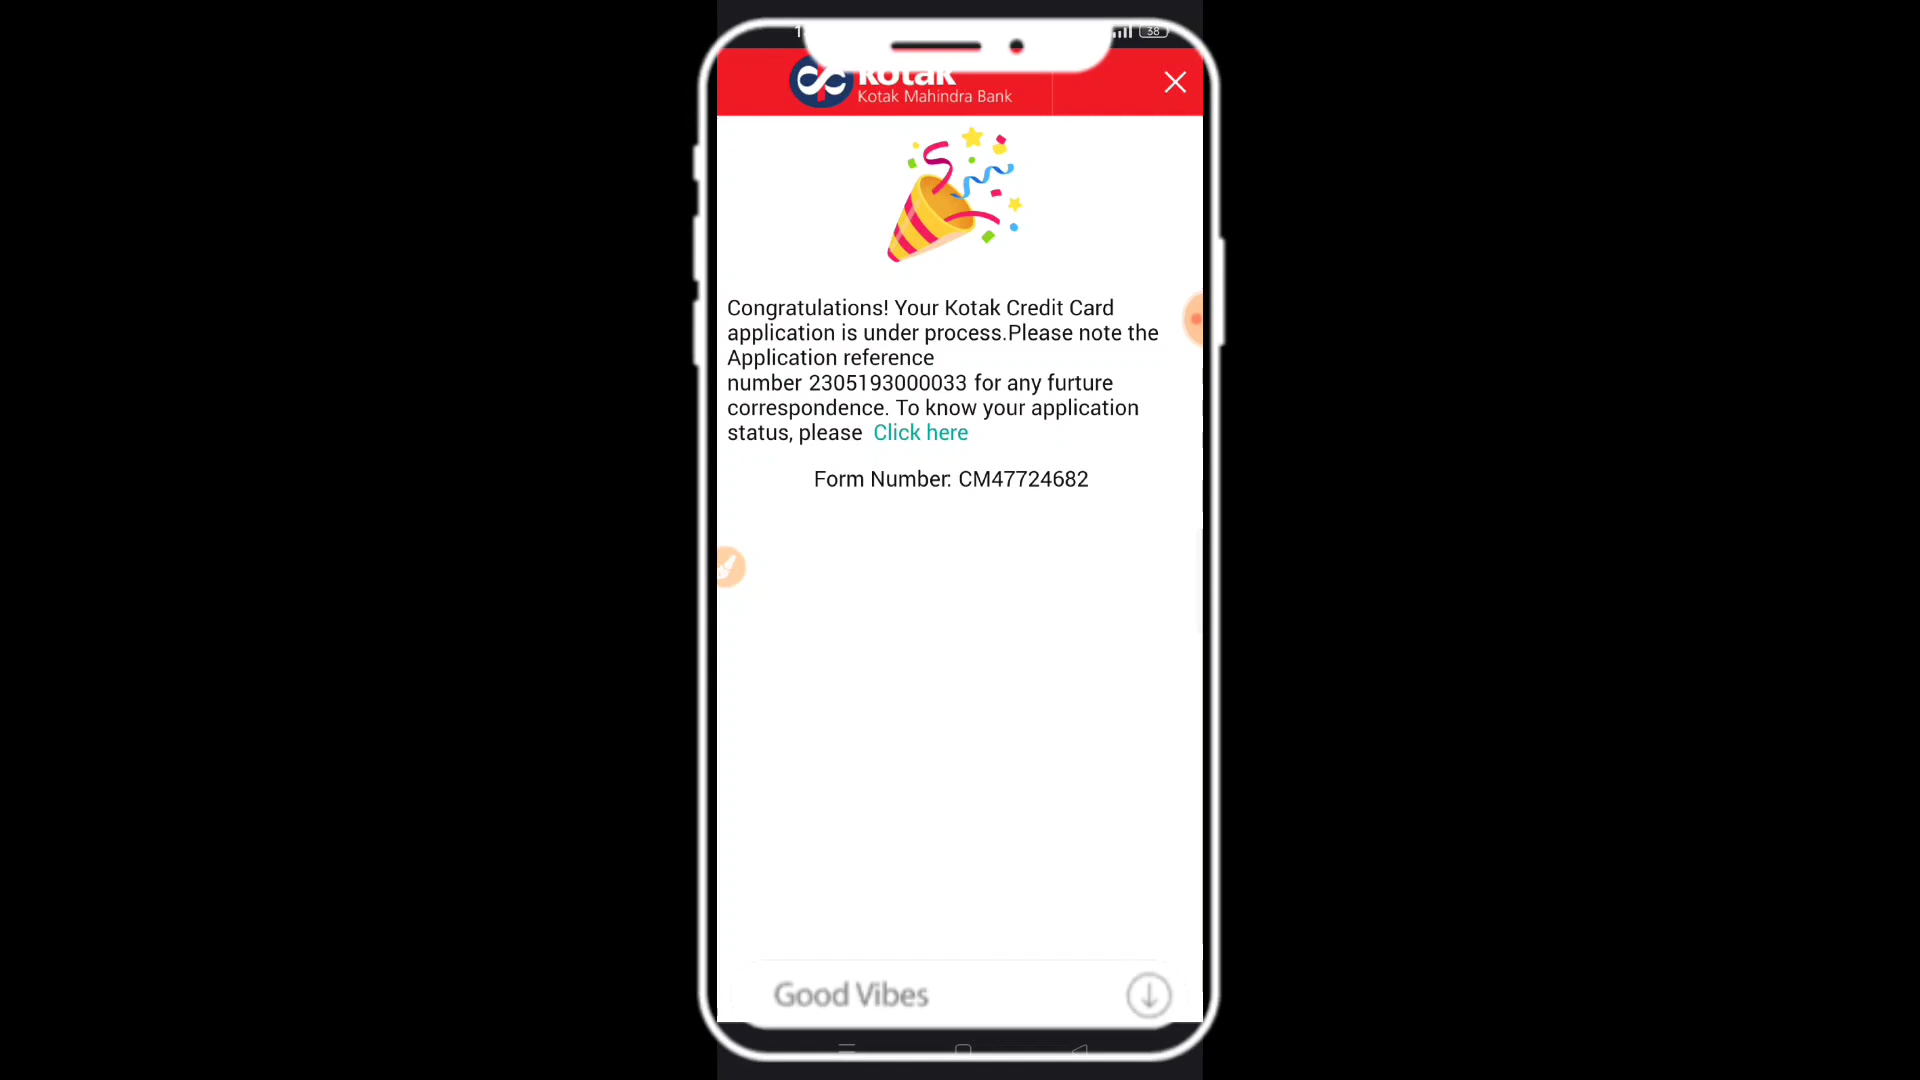 38
kotak
Kotak Mahindra Bank
Congratulations! Your Kotak Credit Card
application is under process.Please note the
Application reference
number 2305193000033 for any furture
correspondence. To know your application
status, please Click here
Form Number: CM47724682
Good Vibes